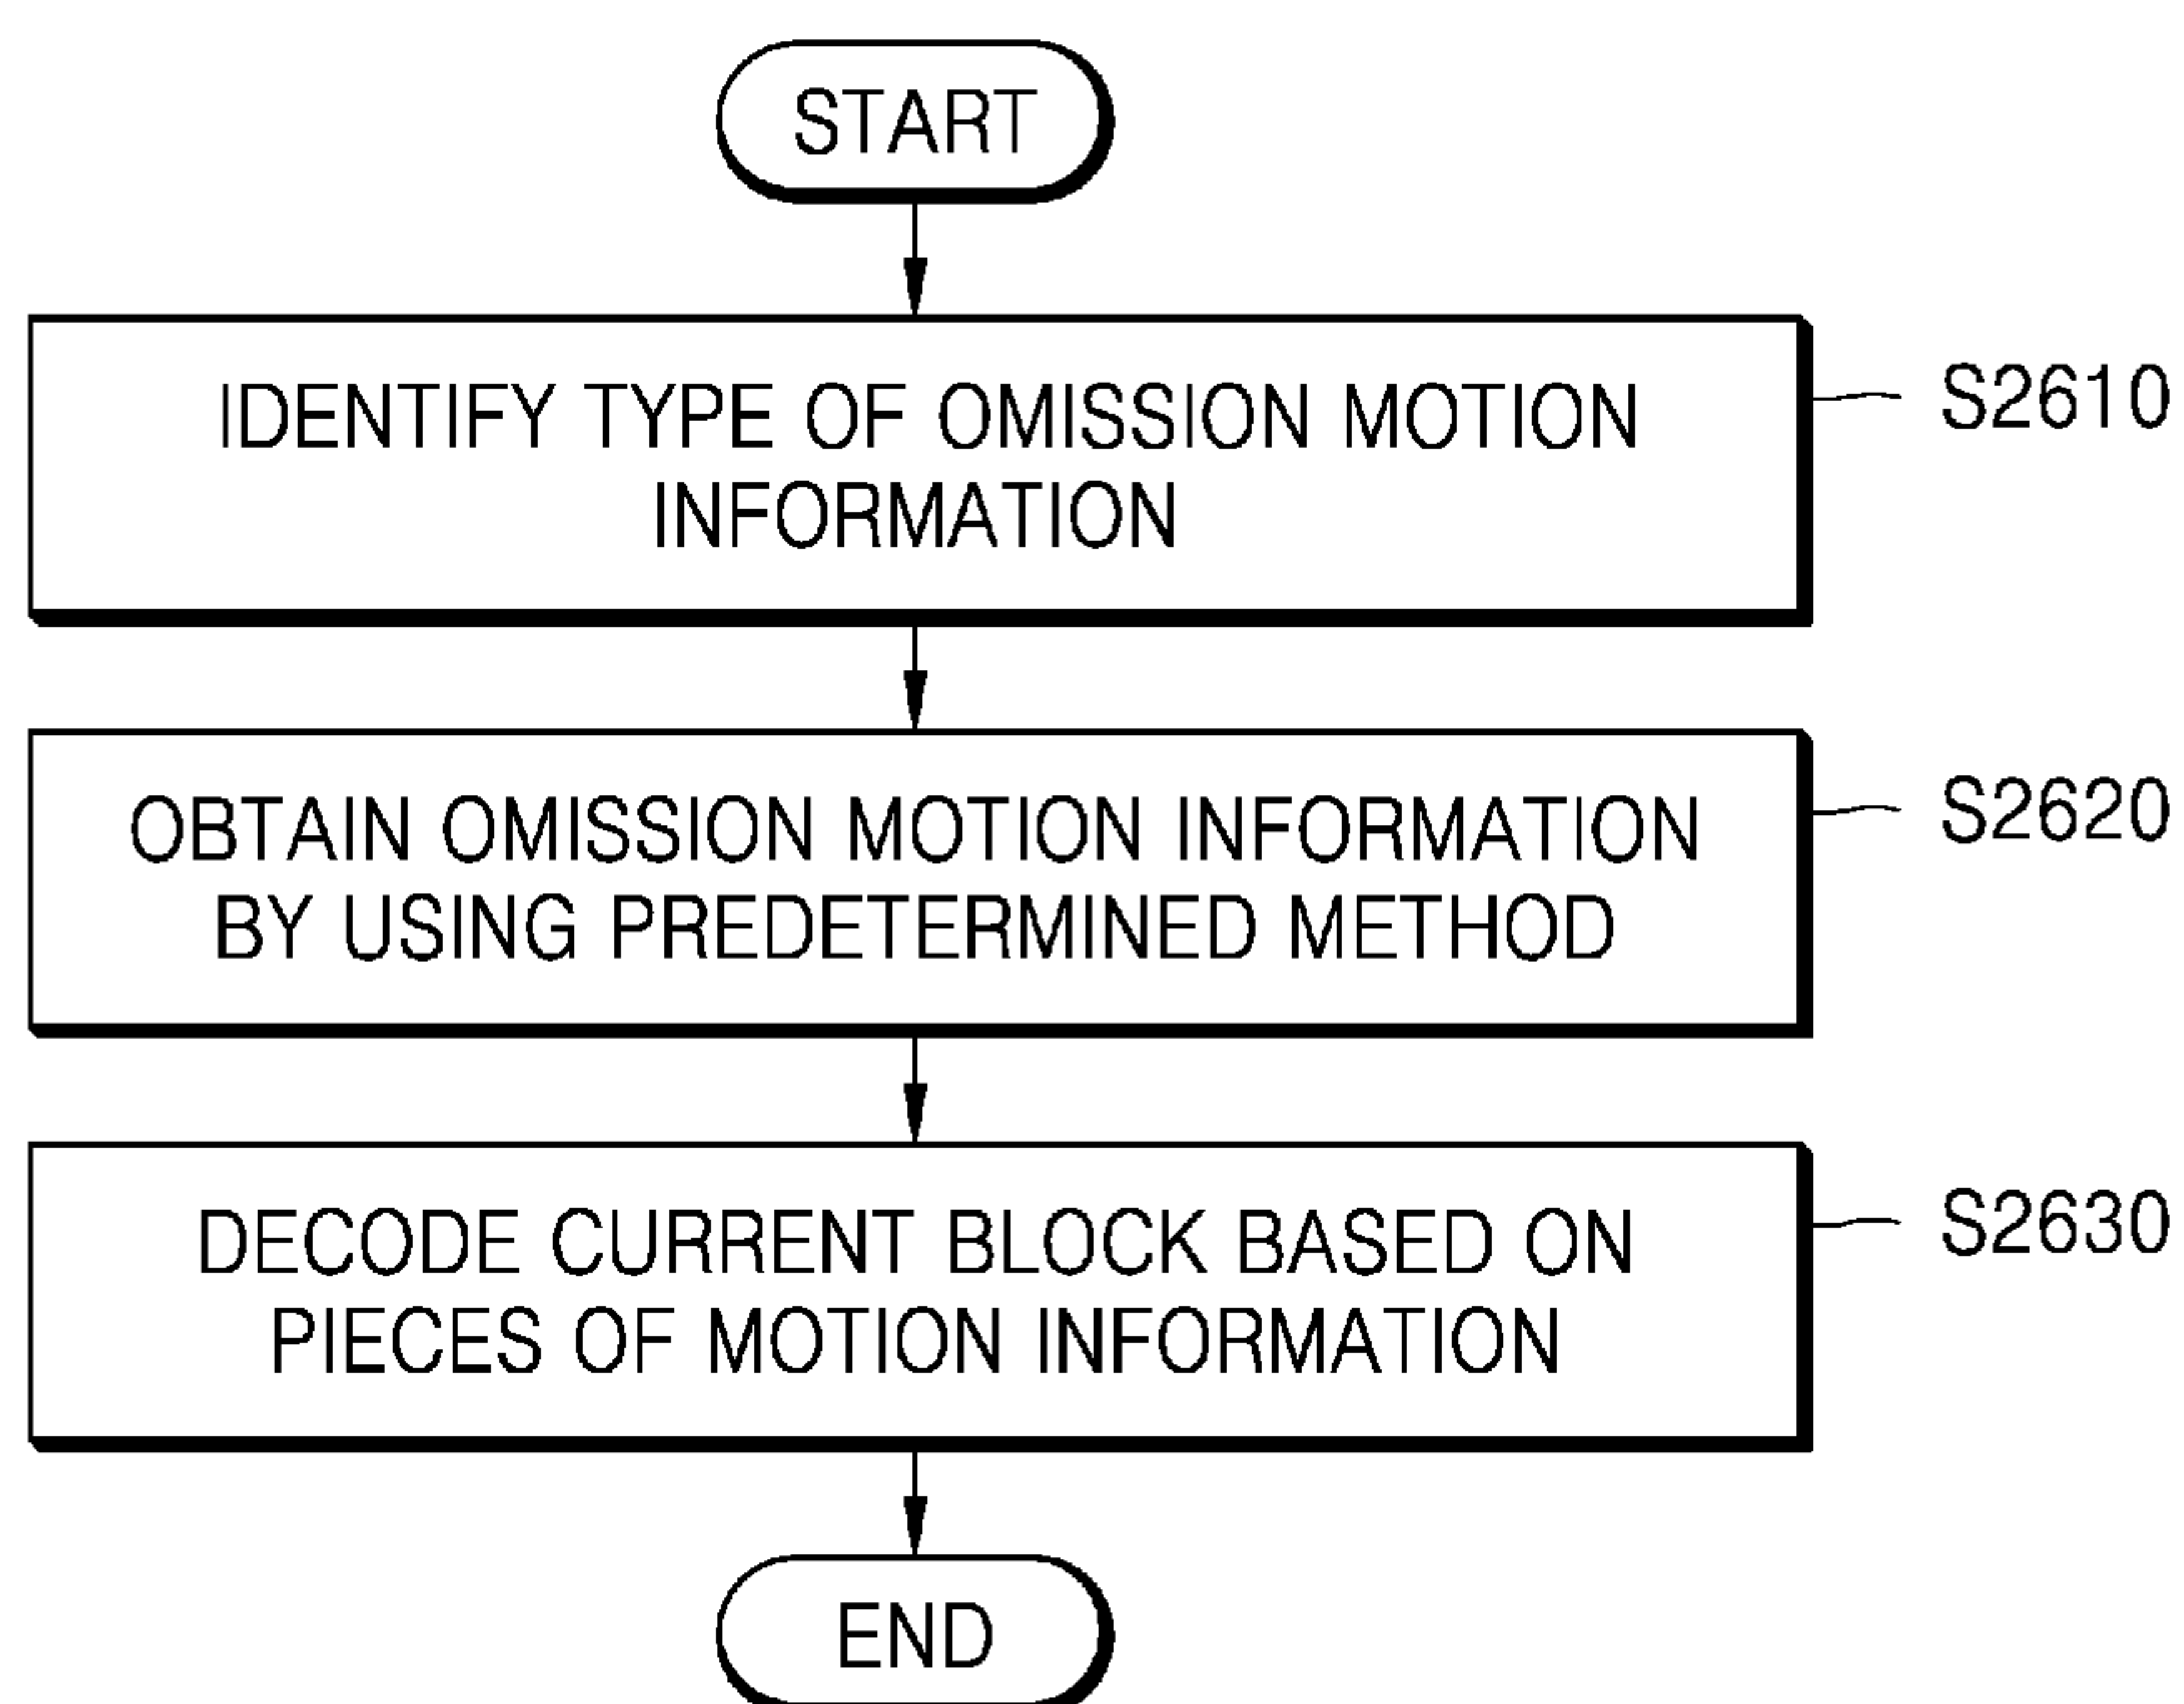 START
IDENTIFY TYPE OF OMISSION MOTION
INFORMATION
S2610
OBTAIN OMISSION MOTION INFORMATION
BY USING PREDETERMINED METHOD
S2620
DECODE CURRENT BLOCK BASED ON
PIECES OF MOTION INFORMATION
S2630
END